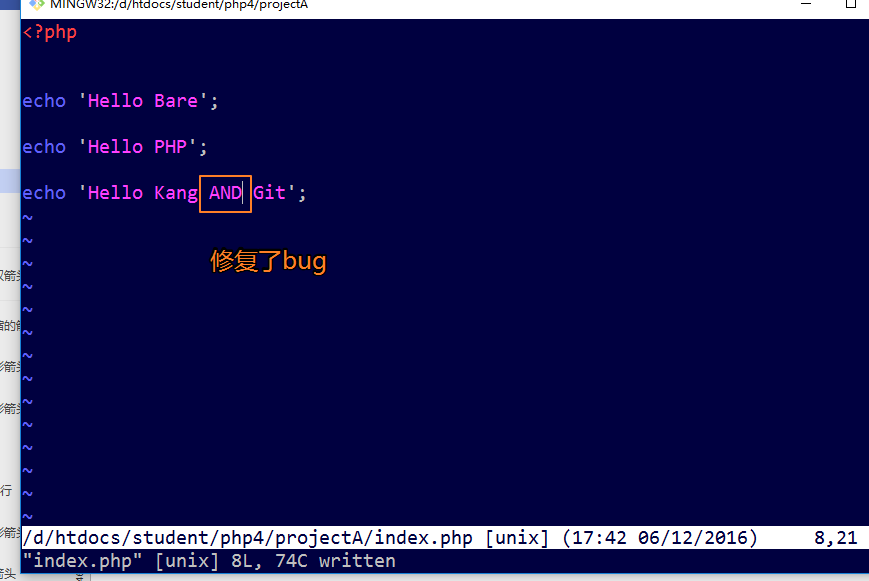 MINGW32:/d/htdocs/student/php4/projectA
<?php
echo 'Hello Bare';
echo 'Hello PHP';
echo 'Hello Kang AND Git';
~
~
~
~
~
~
~
~
~
~
~
~
~
~
修复了bug
/d/htdocs/student/php4/projectA/index.php [unix] (17:42 06/12/2016) 8,21
"index.php" [unix] 8L, 74C written